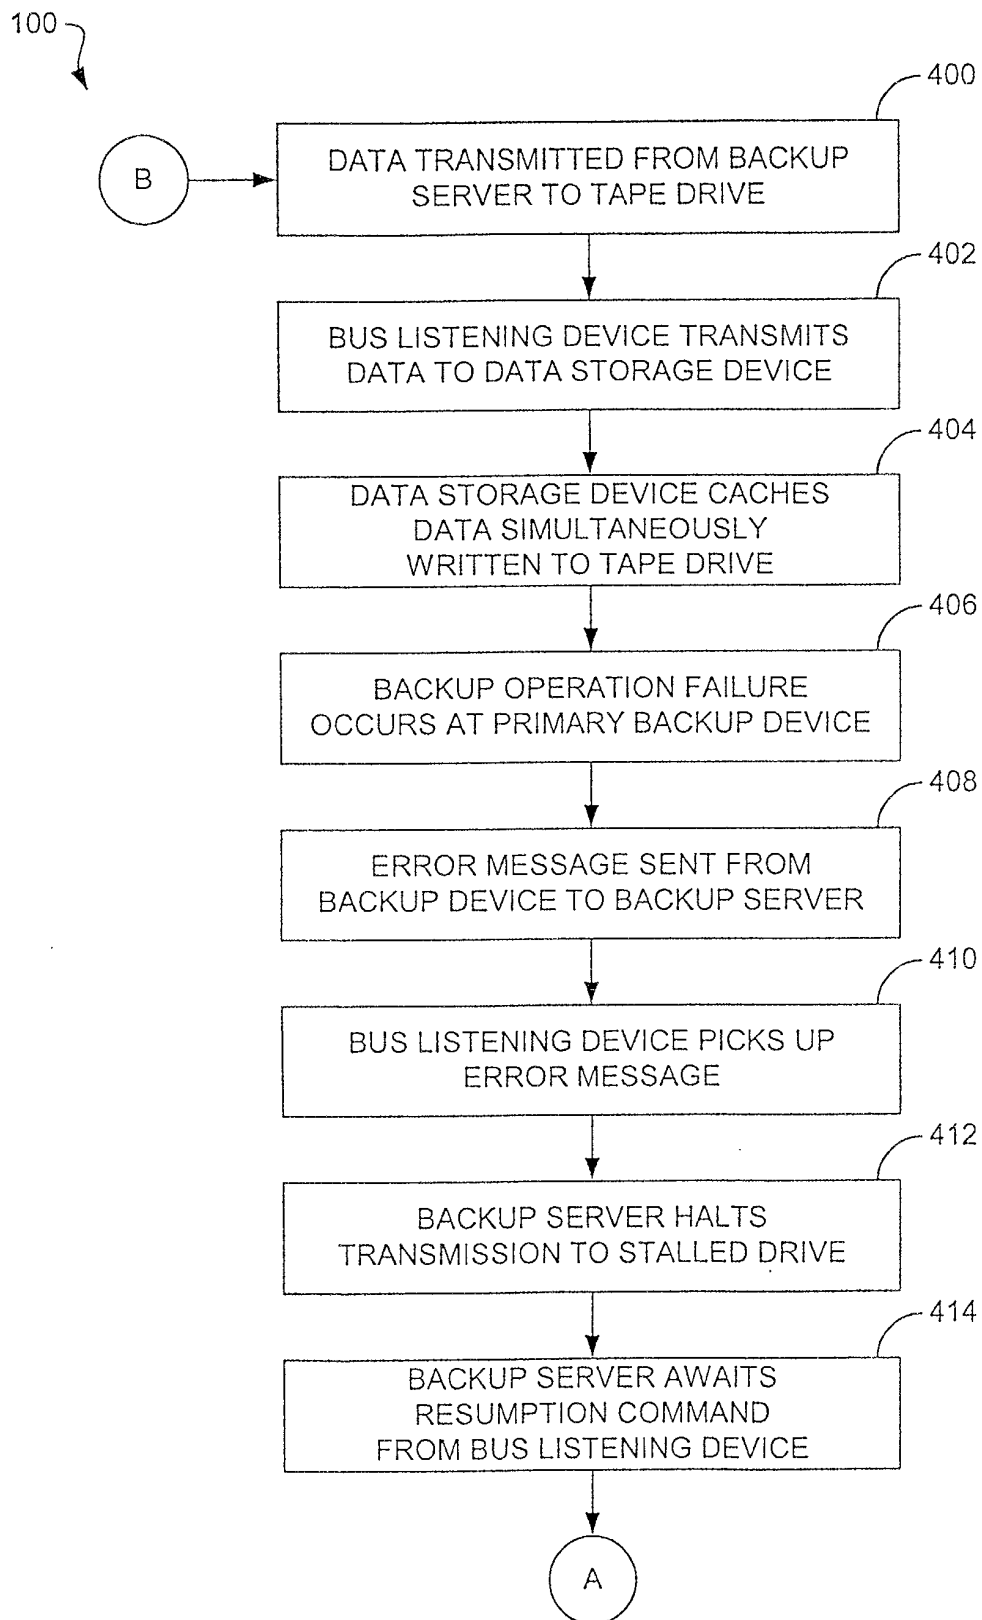 100
400
B
DATA TRANSMITTED FROM BACKUP
SERVER TO TAPE DRIVE
402
BUS LISTENING DEVICE TRANSMITS
DATA TO DATA STORAGE DEVICE
404
DATA STORAGE DEVICE CACHES
DATA SIMULTANEOUSLY
WRITTEN TO TAPE DRIVE
406
BACKUP OPERATION FAILURE
OCCURS AT PRIMARY BACKUP DEVICE
408
ERROR MESSAGE SENT FROM
BACKUP DEVICE TO BACKUP SERVER
410
BUS LISTENING DEVICE PICKS UP
ERROR MESSAGE
412
BACKUP SERVER HALTS
TRANSMISSION TO STALLED DRIVE
414
BACKUP SERVER AWAITS
RESUMPTION COMMAND
FROM BUS LISTENING DEVICE
A